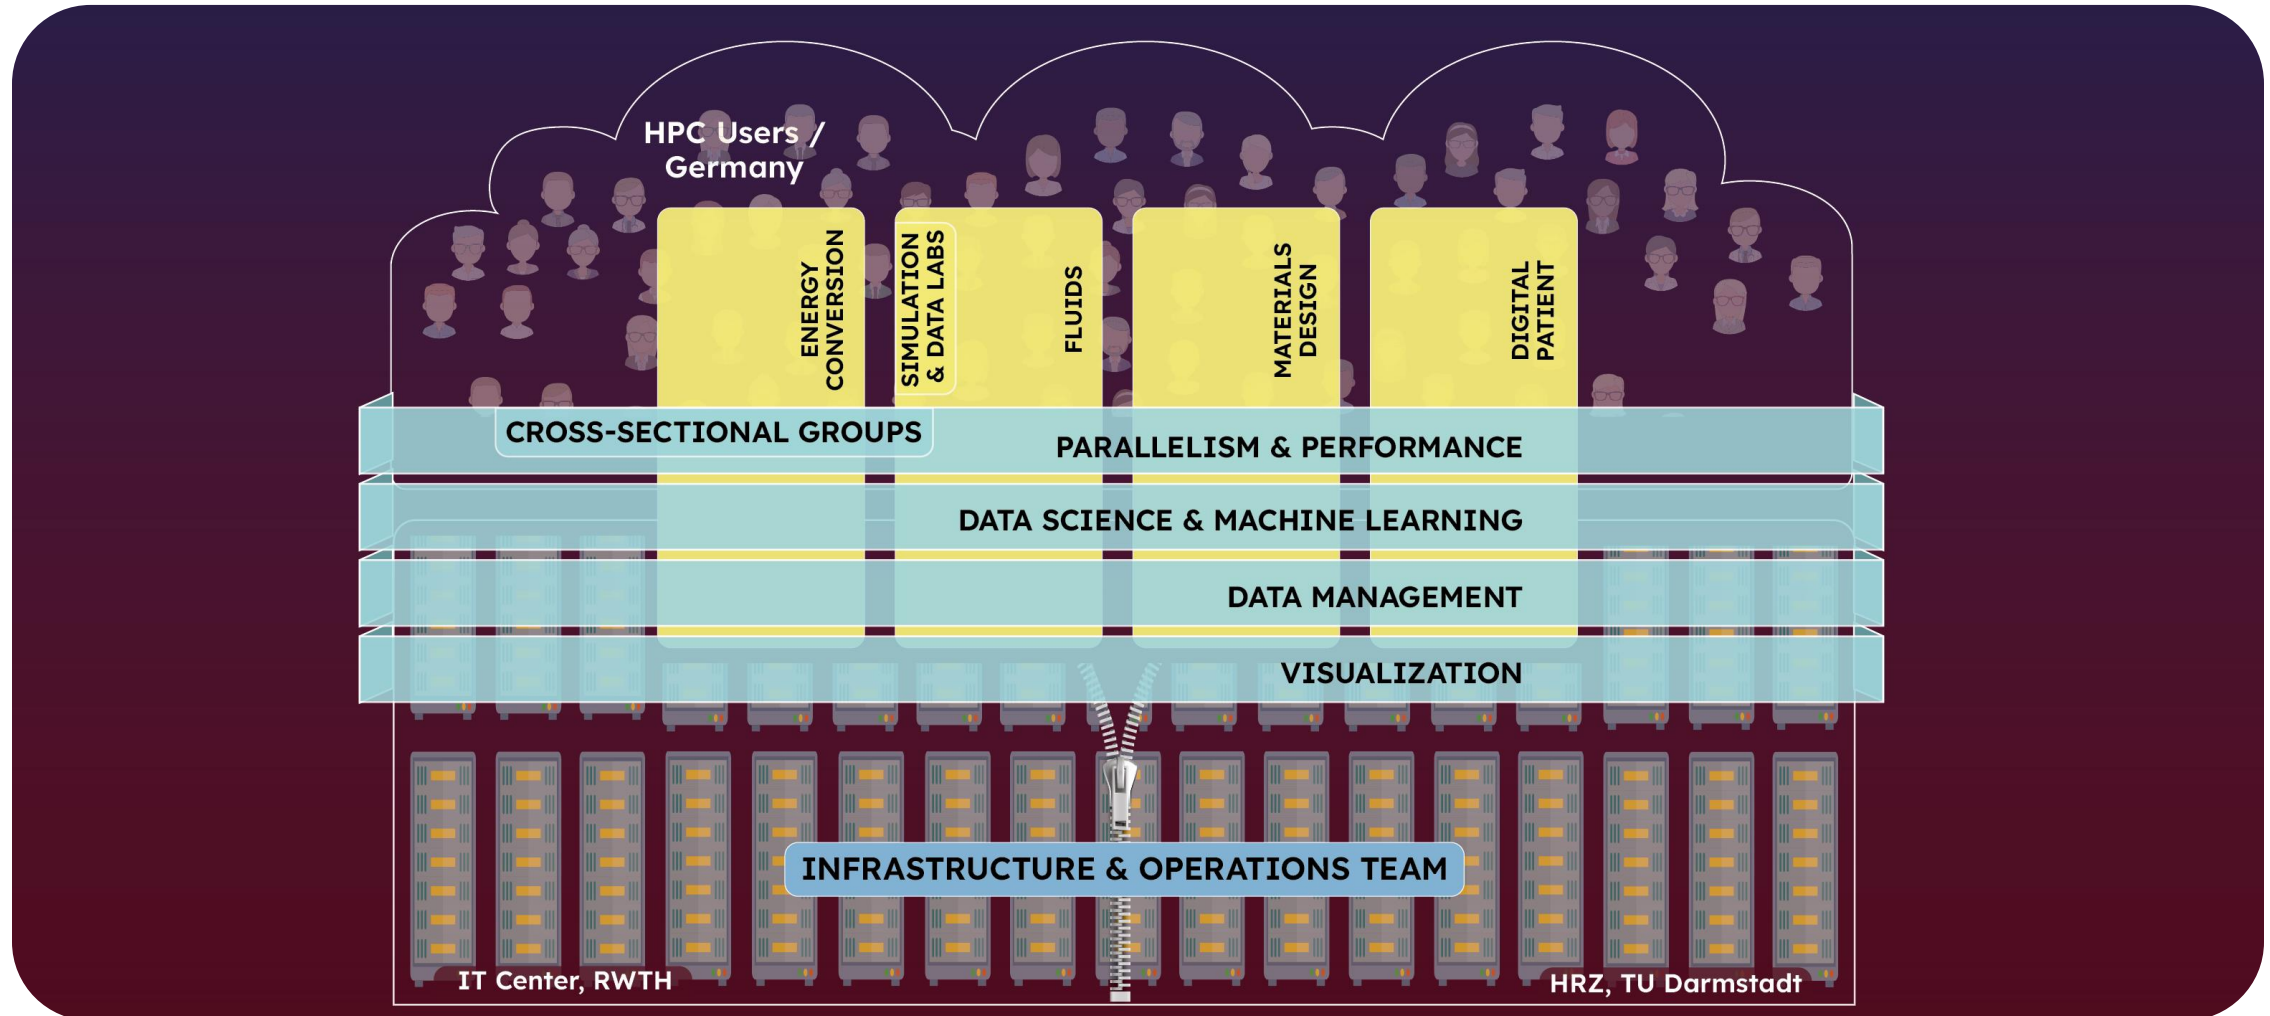 HPC Users /
Germany
ENERGY
CONVERSION
SIMULATION
& DATA LABS
FLUIDS
MATERIALS
DESIGN
DIGITAL
PATIENT
CROSS-SECTIONAL GROUPS
PARALLELISM & PERFORMANCE
DATA SCIENCE & MACHINE LEARNING
DATA MANAGEMENT
VISUALIZATION
INFRASTRUCTURE & OPERATIONS TEAM
IT Center, RWTH
HRZ, TU Darmstadt